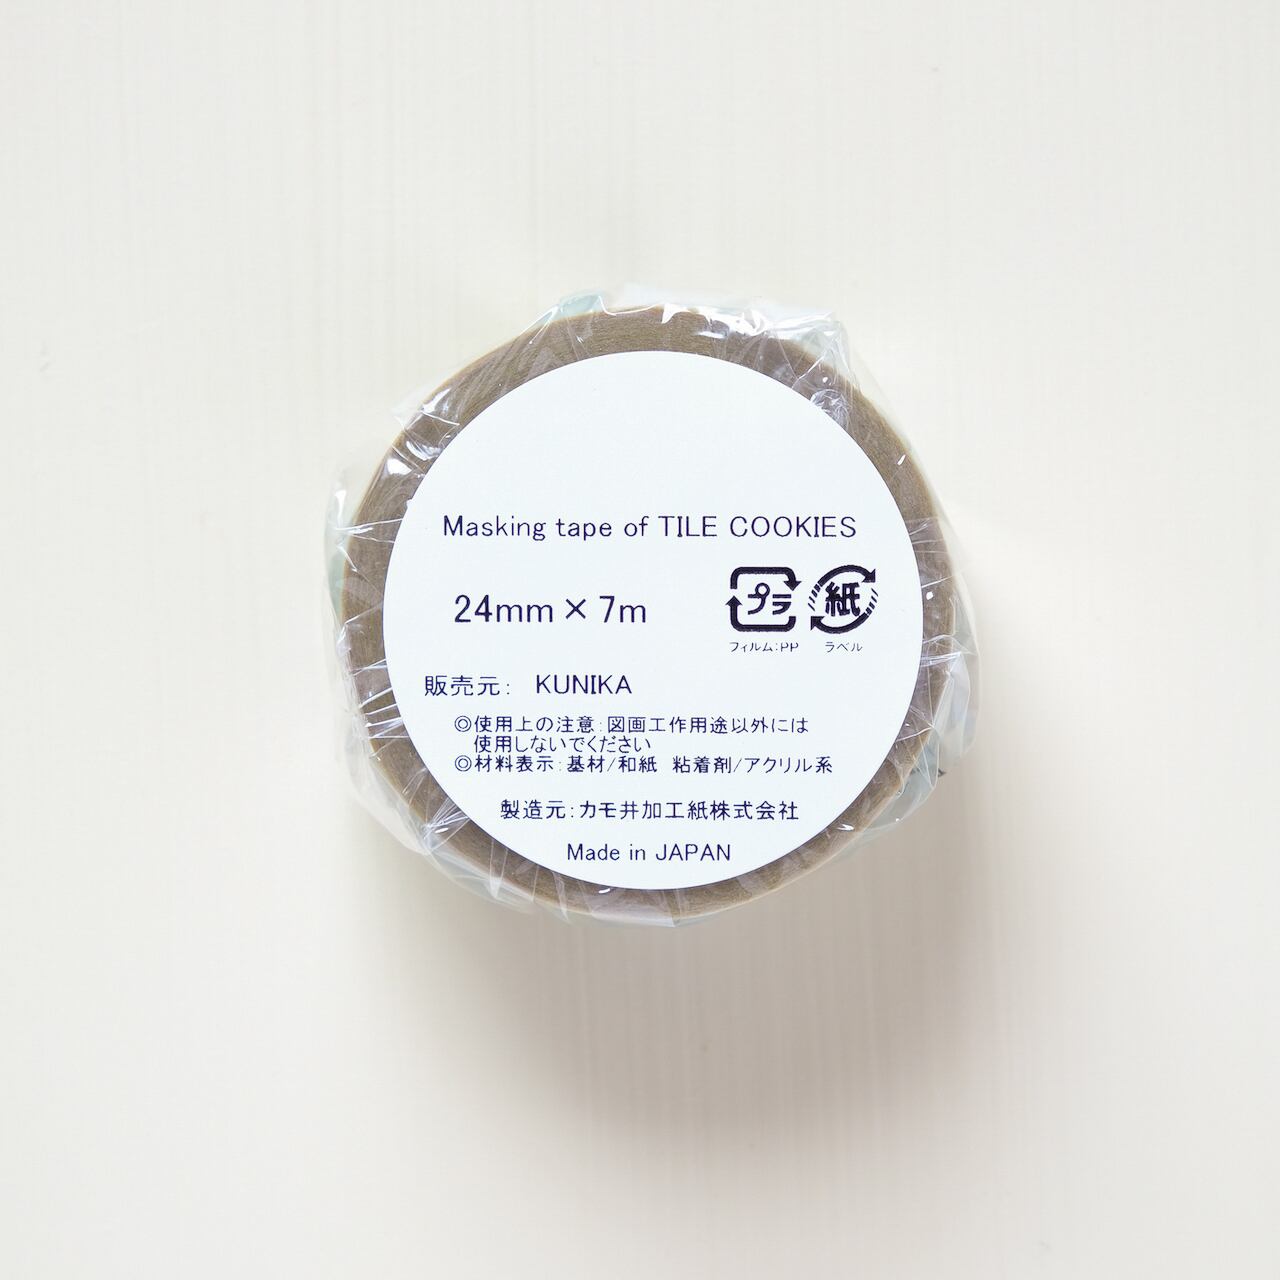 Masking tape of TILE COOKIES
24mm×7m
プラ 紙
フィルム:PP ラベル
販売元: KUNIKA
◎使用上の注意:図画工作用途以外には
使用しないでください
◎材料表示:基材/和紙 粘着剤/アクリル系
製造元:カモ井加工紙株式会社
Made in JAPAN